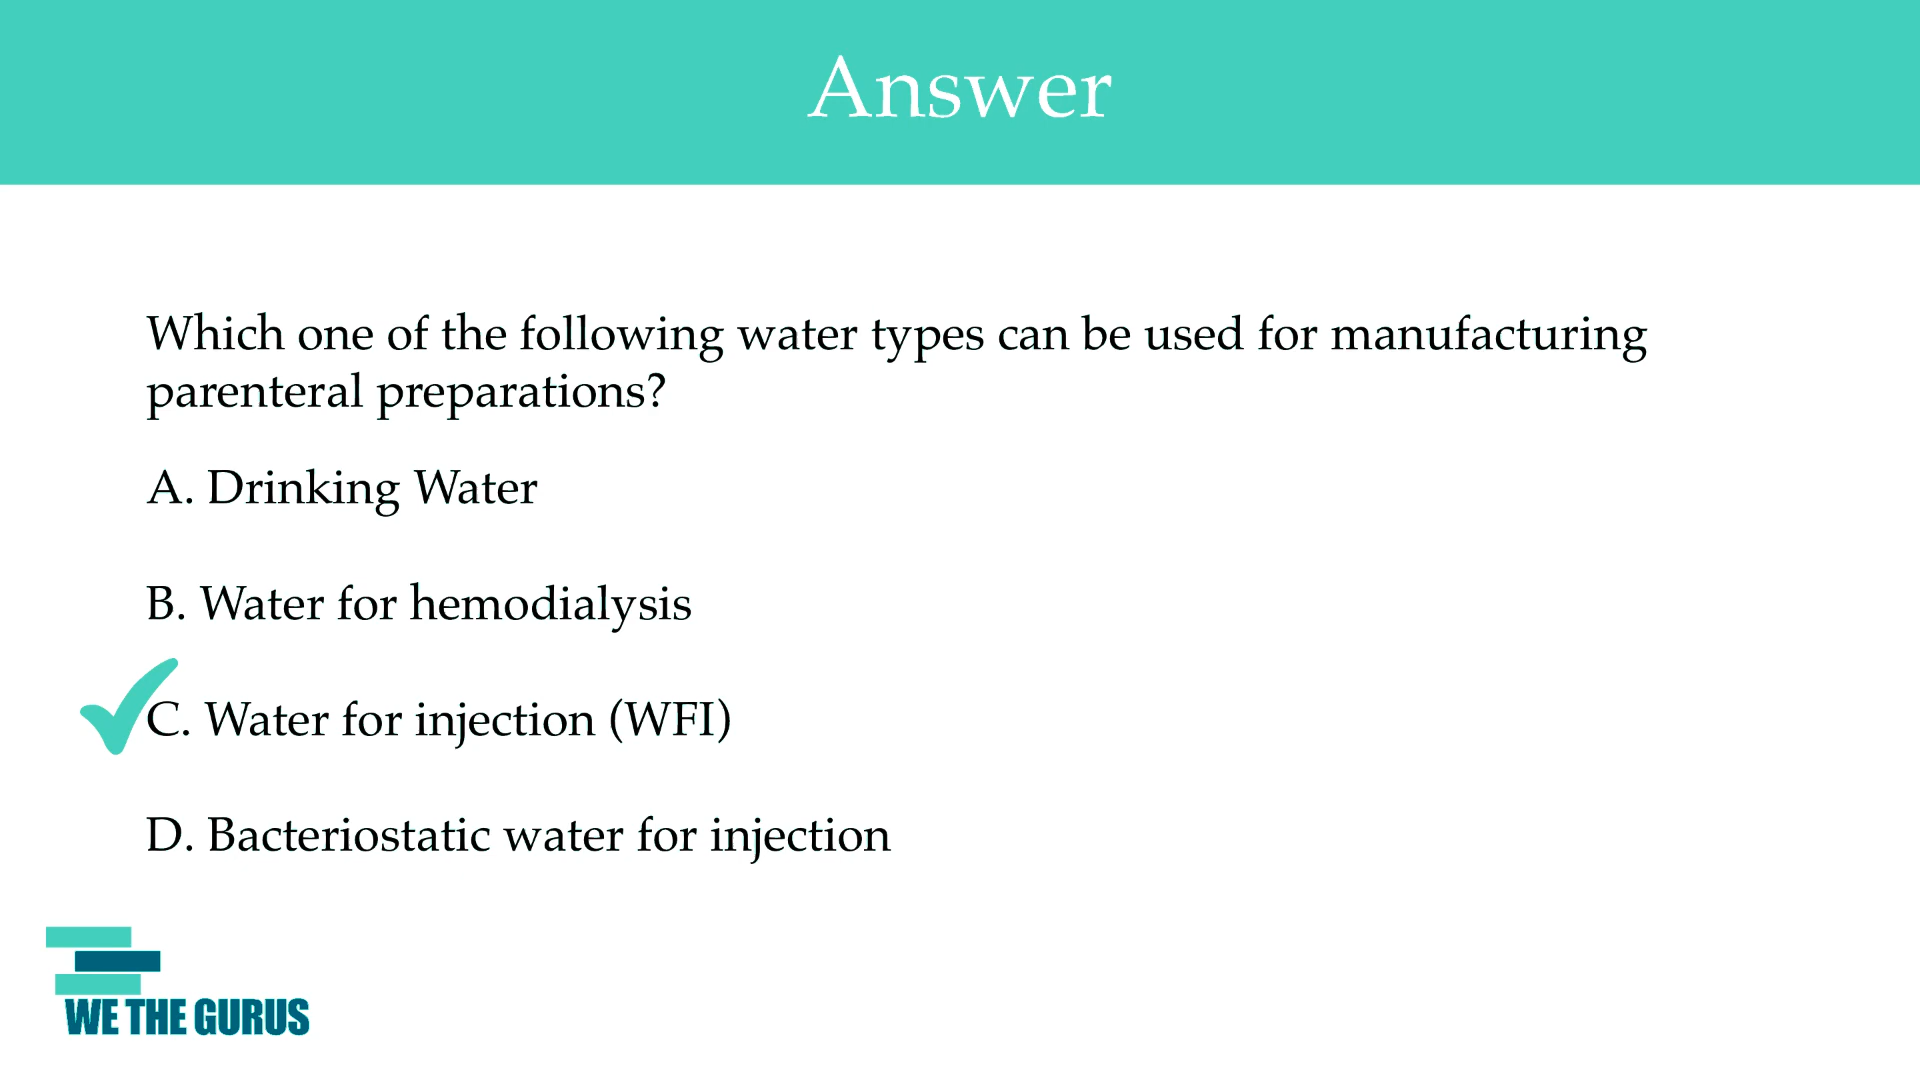 Answer
Which one of the following water types can be used for manufacturing
parenteral preparations?
A. Drinking Water
B. Water for hemodialysis
C. Water for injection (WFI)
D. Bacteriostatic water for injection
WE THE GURUS